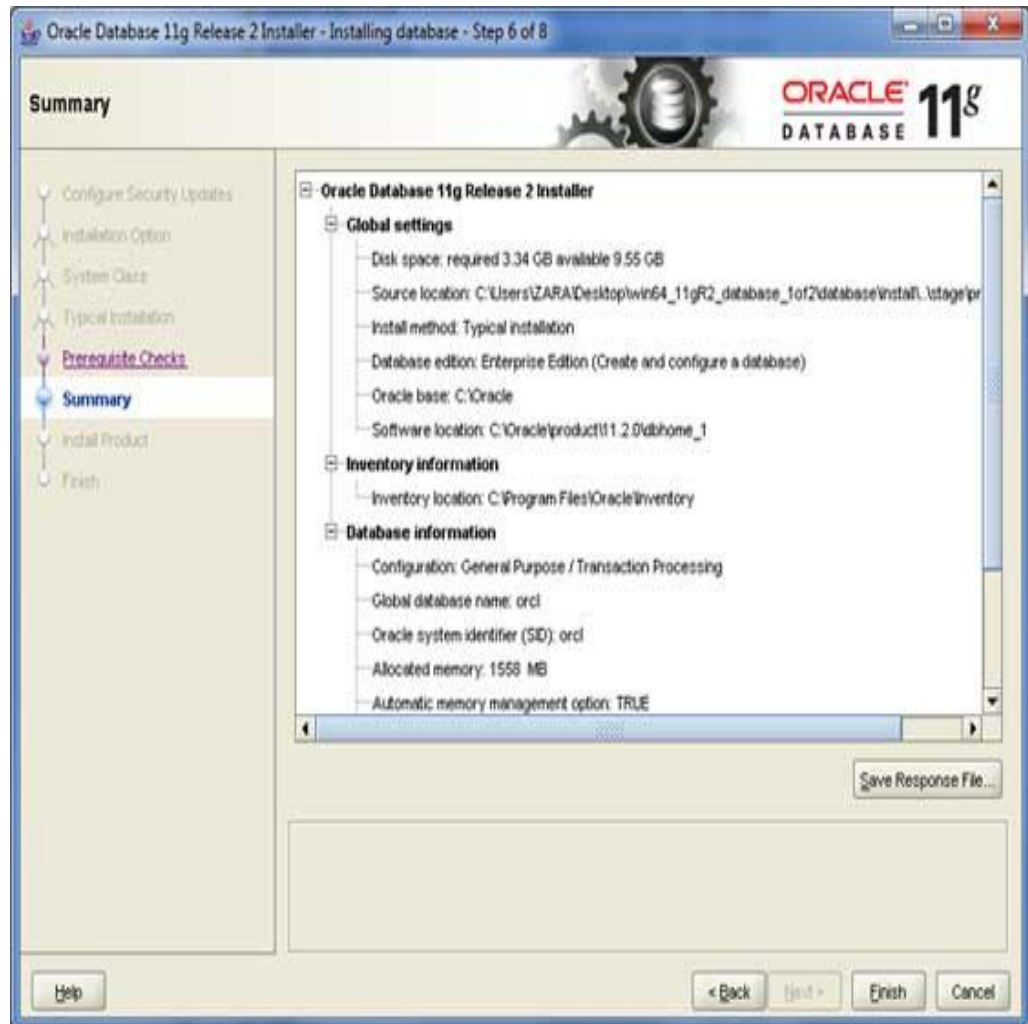 Oracle Database 11g Release 2 Installer - Installing database - Step 6 of 8
Summary
ORACLE
DATABASE
11g
Configure Security Updates
Installation Option
System Class
Typical Installation
Prerequisite Checks
Summary
Install Product
Finish
Oracle Database 11g Release 2 Installer
Global settings
Disk space: required 3.34 GB available 9.55 GB
Source location: C:\Users\ZARA\Desktop\win64_11gR2_database_1of2\database\install\..\stage\pr
Install method: Typical installation
Database edition: Enterprise Edition (Create and configure a database)
Oracle base: C:\Oracle
Software location: C:\Oracle\product\11.2.0\dbhome_1
Inventory information
Inventory location: C:\Program Files\Oracle\Inventory
Database information
Configuration: General Purpose / Transaction Processing
Global database name: orcl
Oracle system identifier (SID): orcl
Allocated memory: 1558 MB
Automatic memory management option: TRUE
Save Response File...
Help
< Back
Next >
Finish
Cancel